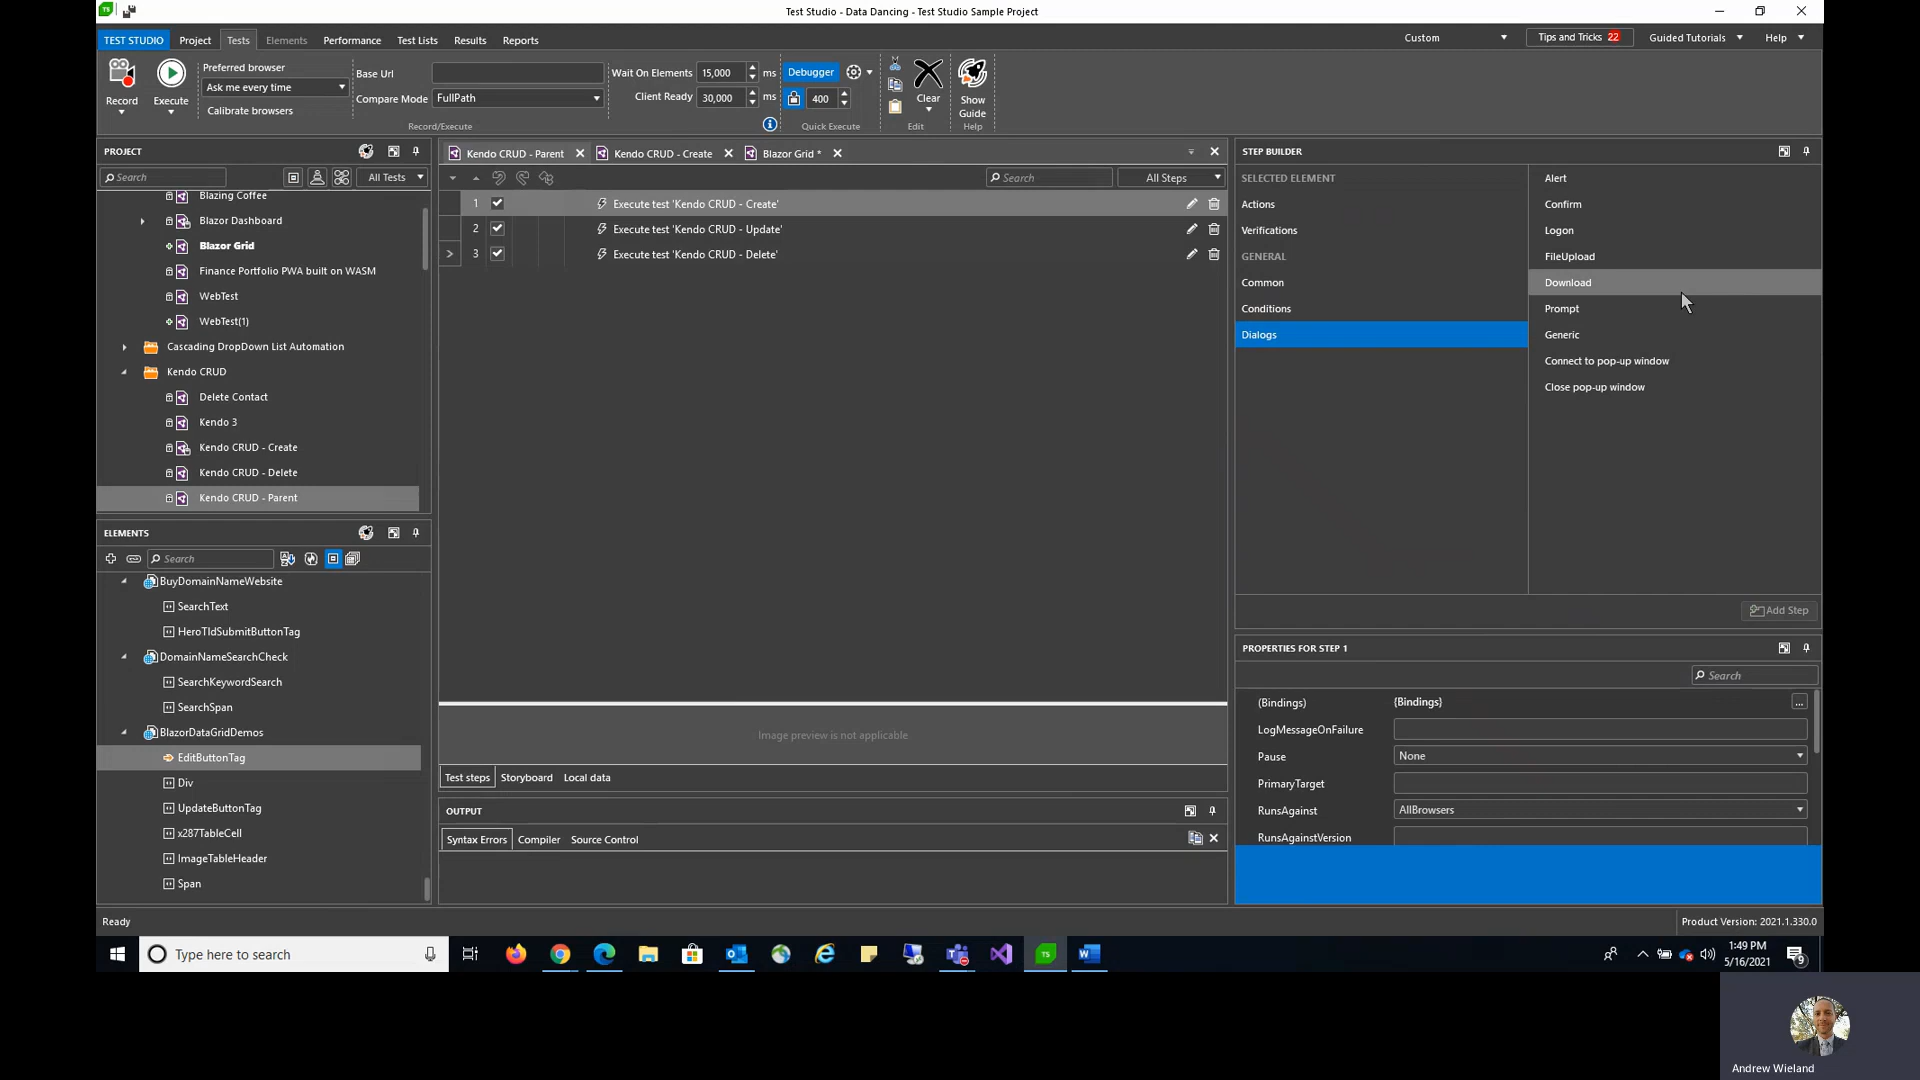 Test Studio - Data Dancing - Test Studio Sample Project
TEST STUDIO Project Tests Elements Performance Test Lists Results Reports
Custom Tips and Tricks 22 Guided Tutorials Help
Record
Execute
Preferred browser
Ask me every time
Calibrate browsers
Base Url
Compare Mode FullPath
Record/Execute
Wait On Elements 15,000 ms
Client Ready 30,000 ms
Debugger
400
Quick Execute
Clear
Edit
Show Guide
Help
PROJECT
Search All Tests
Blazing Coffee
Blazor Dashboard
Blazor Grid
Finance Portfolio PWA built on WASM
WebTest
WebTest(1)
Cascading DropDown List Automation
Kendo CRUD
Delete Contact
Kendo 3
Kendo CRUD - Create
Kendo CRUD - Delete
Kendo CRUD - Parent
ELEMENTS
Search
BuyDomainNameWebsite
SearchText
HeroTldSubmitButtonTag
DomainNameSearchCheck
SearchKeywordSearch
SearchSpan
BlazorDataGridDemos
EditButtonTag
Div
UpdateButtonTag
x287TableCell
ImageTableHeader
Span
Kendo CRUD - Parent Kendo CRUD - Create Blazor Grid *
Search All Steps
1 Execute test 'Kendo CRUD - Create'
2 Execute test 'Kendo CRUD - Update'
3 Execute test 'Kendo CRUD - Delete'
Image preview is not applicable
Test steps Storyboard Local data
OUTPUT
Syntax Errors Compiler Source Control
STEP BUILDER
SELECTED ELEMENT
Actions
Verifications
GENERAL
Common
Conditions
Dialogs
Alert
Confirm
Logon
FileUpload
Download
Prompt
Generic
Connect to pop-up window
Close pop-up window
Add Step
PROPERTIES FOR STEP 1
Search
(Bindings) {Bindings} ...
LogMessageOnFailure
Pause None
PrimaryTarget
RunsAgainst AllBrowsers
RunsAgainstVersion
Ready
Product Version: 2021.1.330.0
Type here to search
1:49 PM
5/16/2021
9
Andrew Wieland